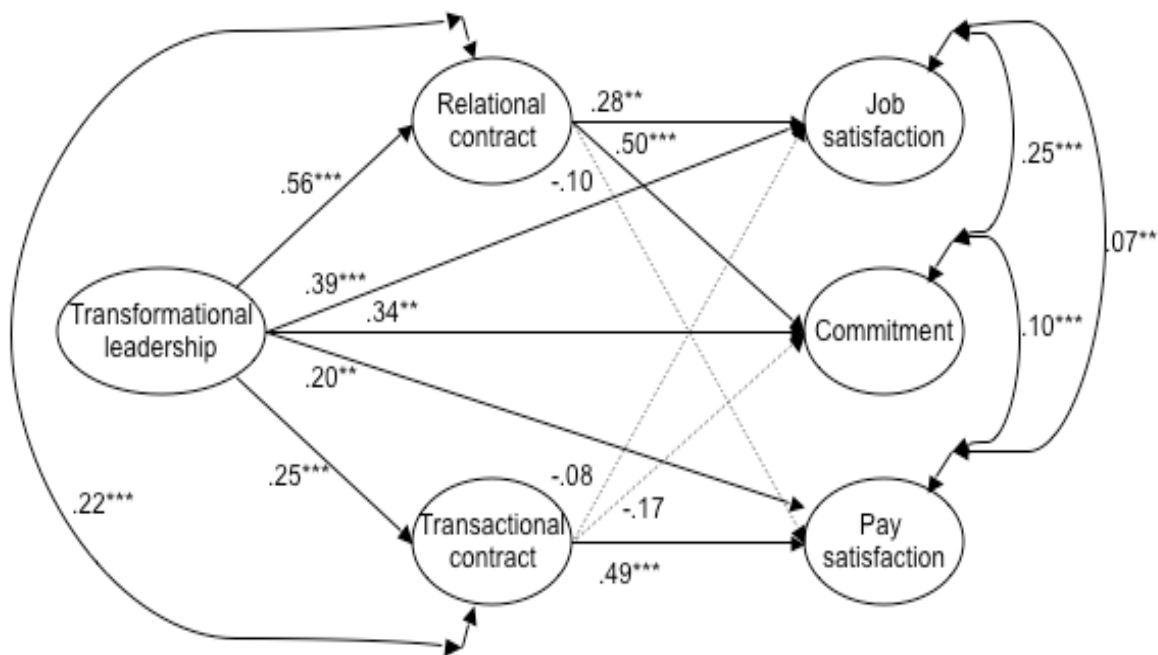 Relational
contract
Job
satisfaction
.28**
.50***
-.10
.25***
.56***
.07**
.39***
.34**
Transformational
leadership
Commitment
.10***
.20**
.25***
-.08
-.17
.22***
Transactional
contract
Pay
satisfaction
.49***